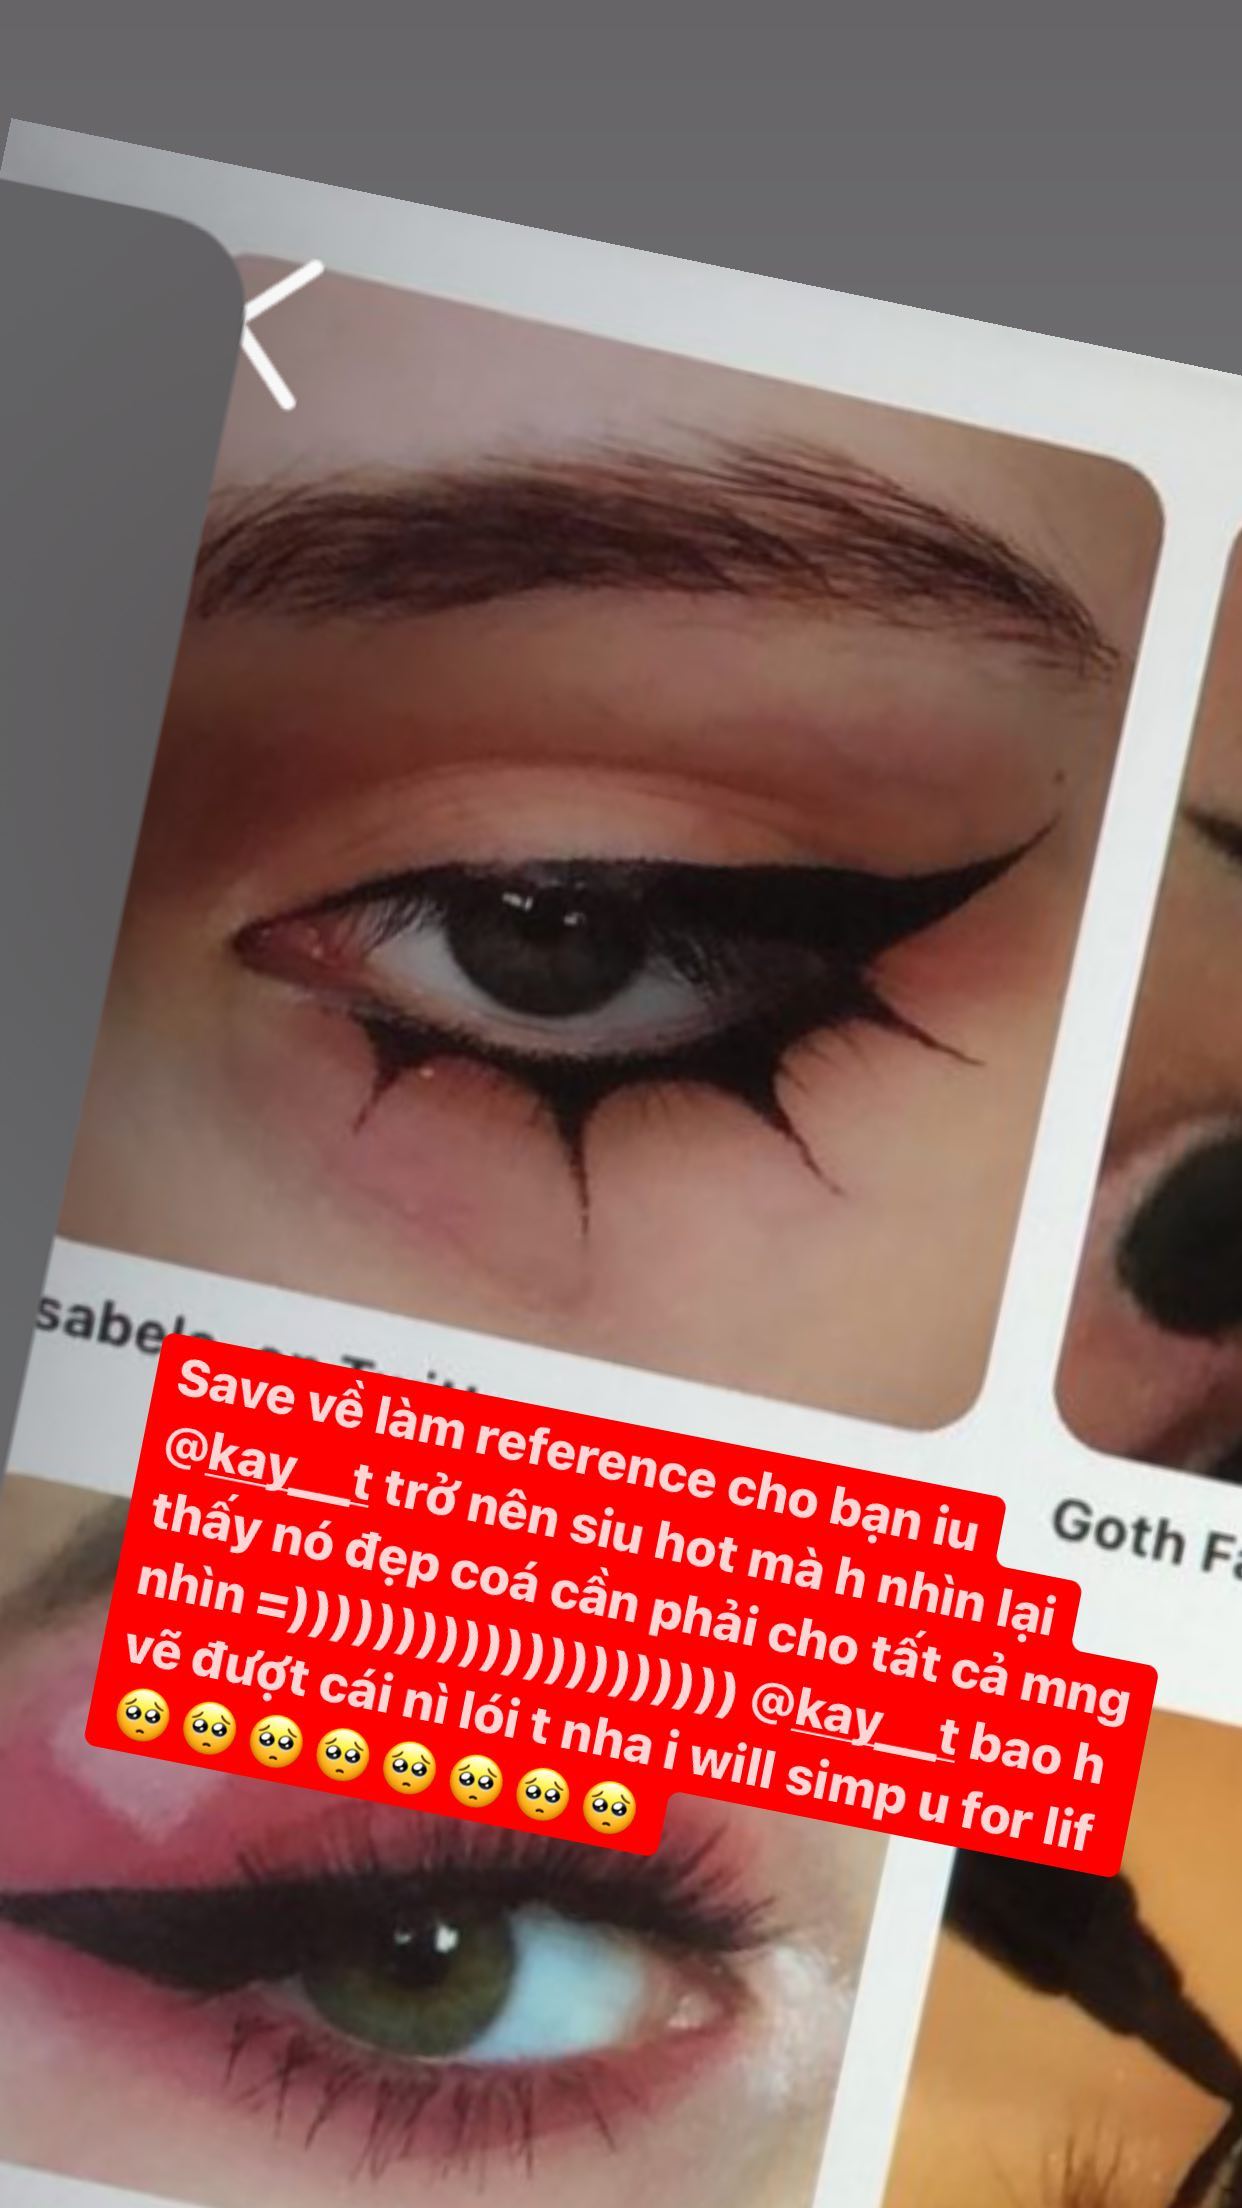 Save về làm reference cho bạn iu
@kay__t trở nên siu hot mà h nhìn lại
thấy nó đẹp coá cần phải cho tất cả mng
nhìn =))))))))))))))))))))) @kay__t bao h
vẽ đượt cái nì lói t nha i will simp u for lif
🥺🥺🥺🥺🥺🥺🥺🥺
Goth